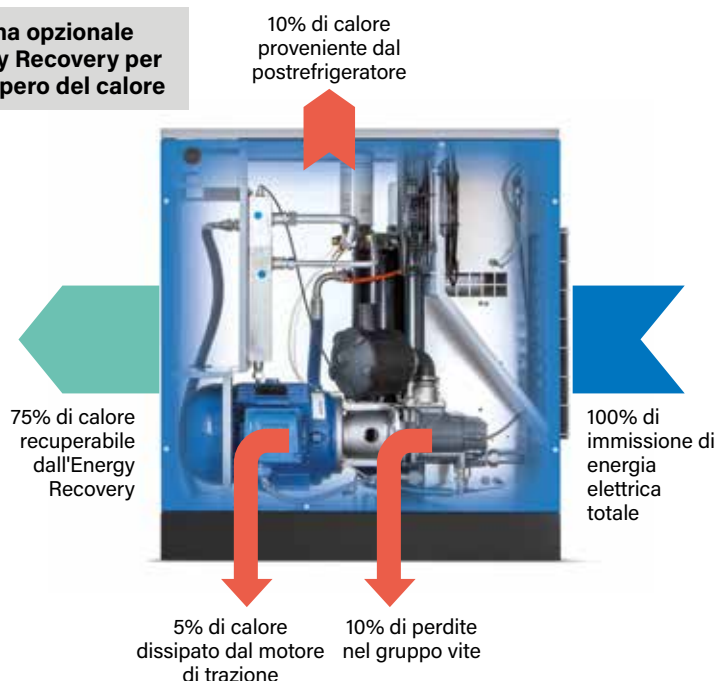 opzionale
Recovery per
del calore
10% di calore
proveniente dal
postrefrigeratore
75% di calore
recuperabile
dall'Energy
Recovery
100% di
immissione di
energia
elettrica
totale
5% di calore
dissipato dal motore
di trazione
10% di perdite
nel gruppo vite